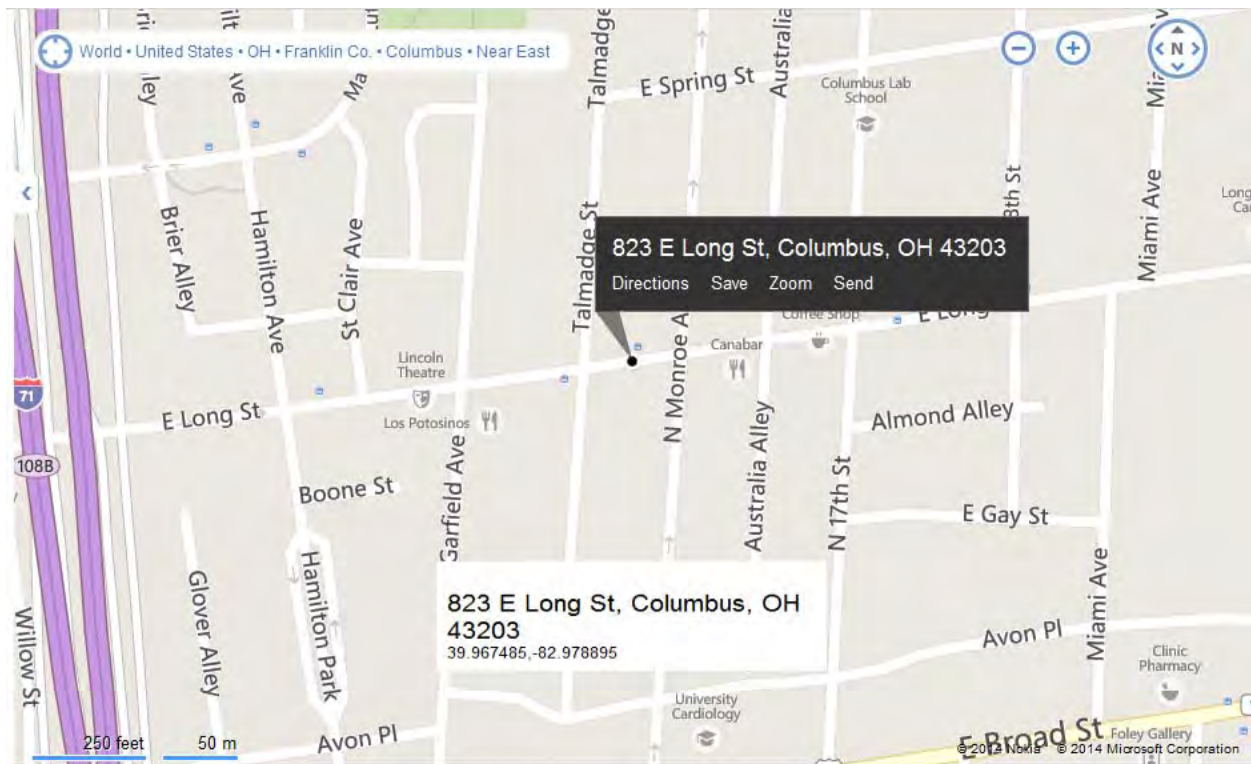 World • United States • OH • Franklin Co. • Columbus • Near East
N
Talmadge
Australia
E Spring St
Columbus Lab
School
Ave
Brier Alley
Hamilton Ave
St Clair Ave
Talmadge St
8th St
Miami Ave
Long
823 E Long St, Columbus, OH 43203
Directions Save Zoom Send
Coffee Shop
E Long
Canabar
N Monroe A
Lincoln
Theatre
Los Potosinos
71
E Long St
Almond Alley
108B
Boone St
Garfield Ave
Australia Alley
N 17th St
E Gay St
Glover Alley
Hamilton Park
823 E Long St, Columbus, OH
43203
39.967485,-82.978895
Avon Pl
Miami Ave
Clinic
Pharmacy
Willow St
University
Cardiology
250 feet 50 m
Avon Pl
E Broad St
Foley Gallery
© 2014 Nokia © 2014 Microsoft Corporation